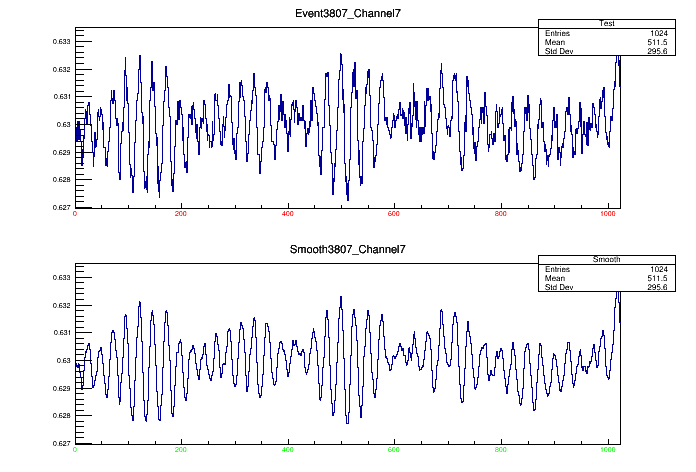 Event3807_Channel7
Test
Entries 1024
Mean 511.5
Std Dev 295.6
0.633
0.632
0.631
0.63
0.629
0.628
0.627
0 200 400 600 800 1000
Smooth3807_Channel7
Smooth
Entries 1024
Mean 511.5
Std Dev 295.6
0.633
0.632
0.631
0.63
0.629
0.628
0.627
0 200 400 600 800 1000